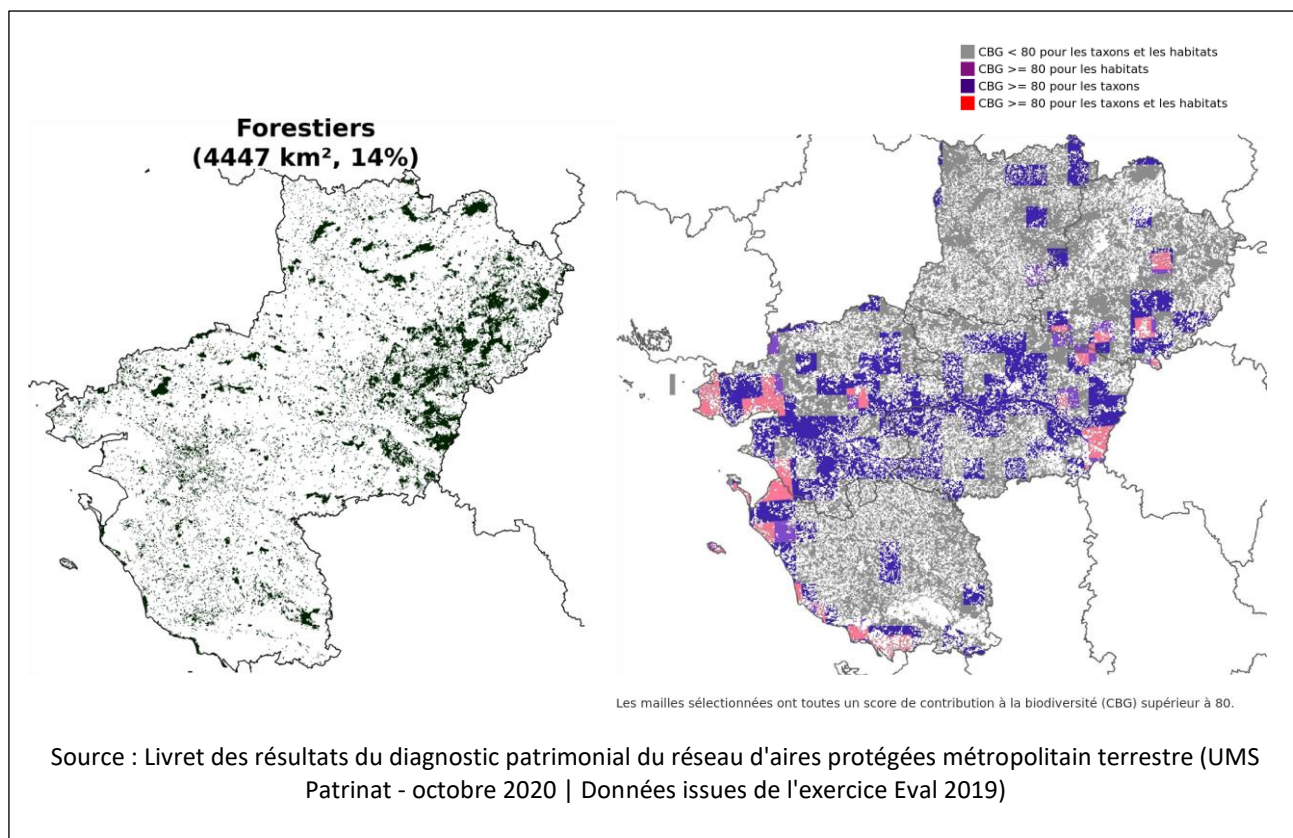 CBG < 80 pour les taxons et les habitats
CBG >= 80 pour les habitats
CBG >= 80 pour les taxons
CBG >= 80 pour les taxons et les habitats
Forestiers
(4447 km², 14%)
Les mailles sélectionnées ont toutes un score de contribution à la biodiversité (CBG) supérieur à 80.
Source : Livret des résultats du diagnostic patrimonial du réseau d'aires protégées métropolitain terrestre (UMS
Patrinat - octobre 2020 | Données issues de l'exercice Eval 2019)